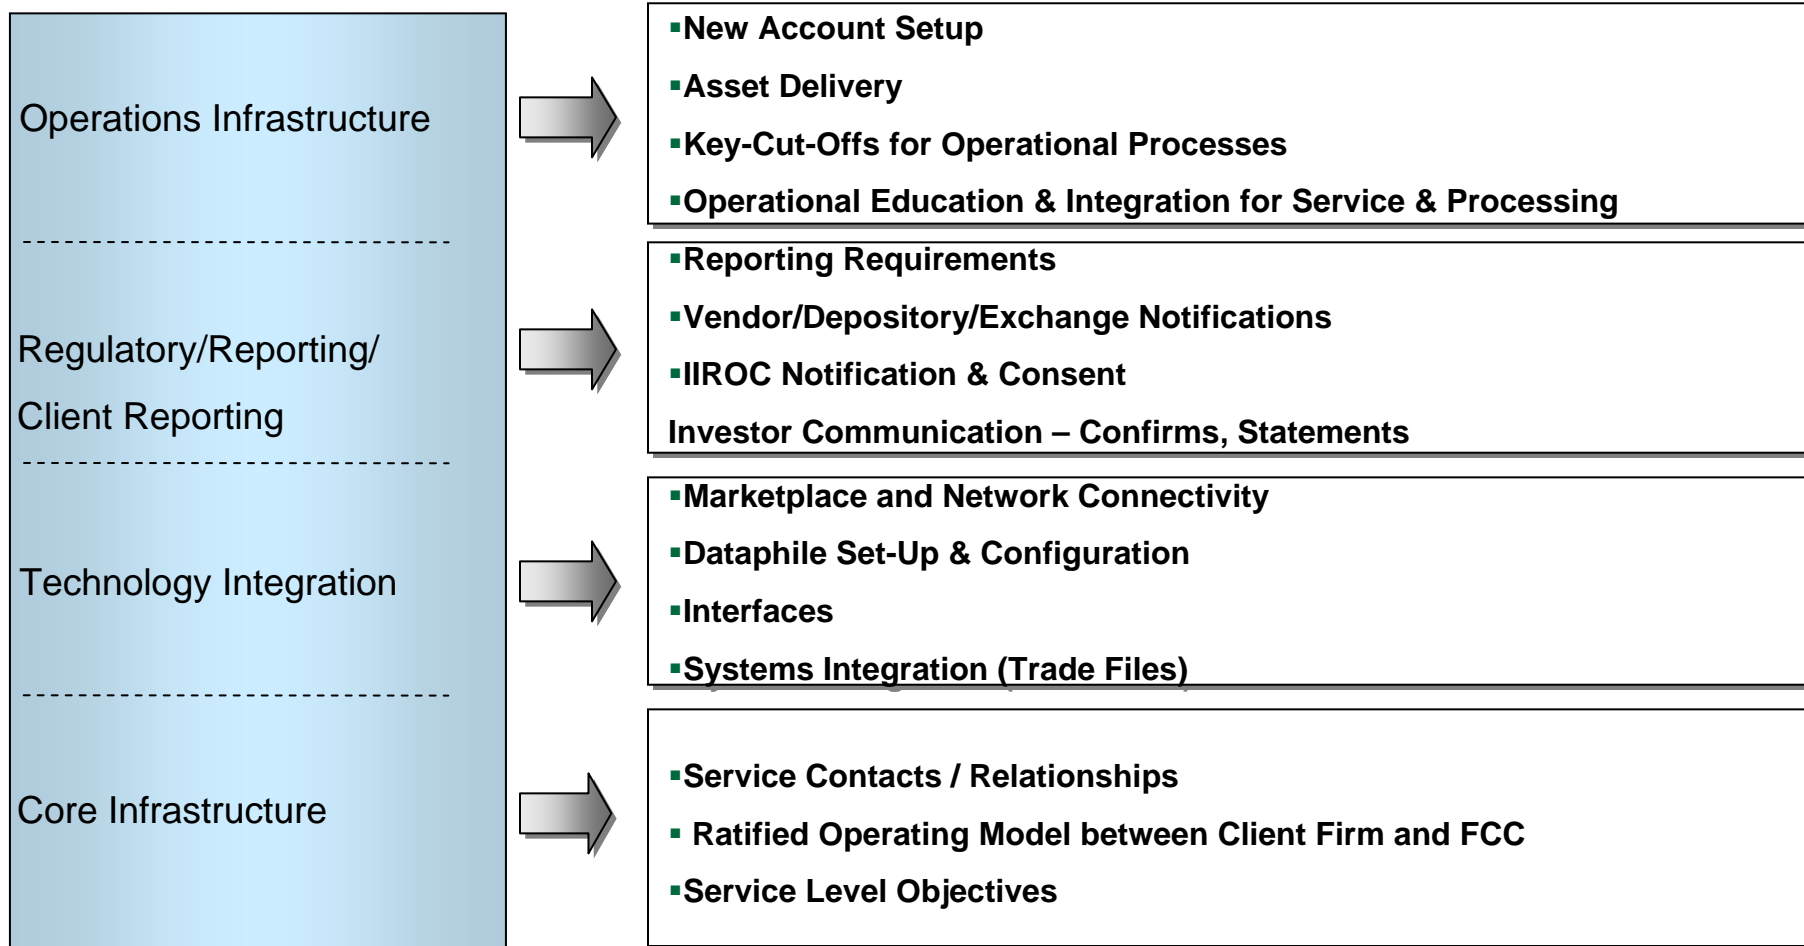 Operations Infrastructure
▪New Account Setup
▪Asset Delivery
▪Key-Cut-Offs for Operational Processes
▪Operational Education & Integration for Service & Processing
Regulatory/Reporting/
Client Reporting
▪Reporting Requirements
▪Vendor/Depository/Exchange Notifications
▪IIROC Notification & Consent
Investor Communication – Confirms, Statements
Technology Integration
▪Marketplace and Network Connectivity
▪Dataphile Set-Up & Configuration
▪Interfaces
▪Systems Integration (Trade Files)
Core Infrastructure
▪Service Contacts / Relationships
▪ Ratified Operating Model between Client Firm and FCC
▪Service Level Objectives